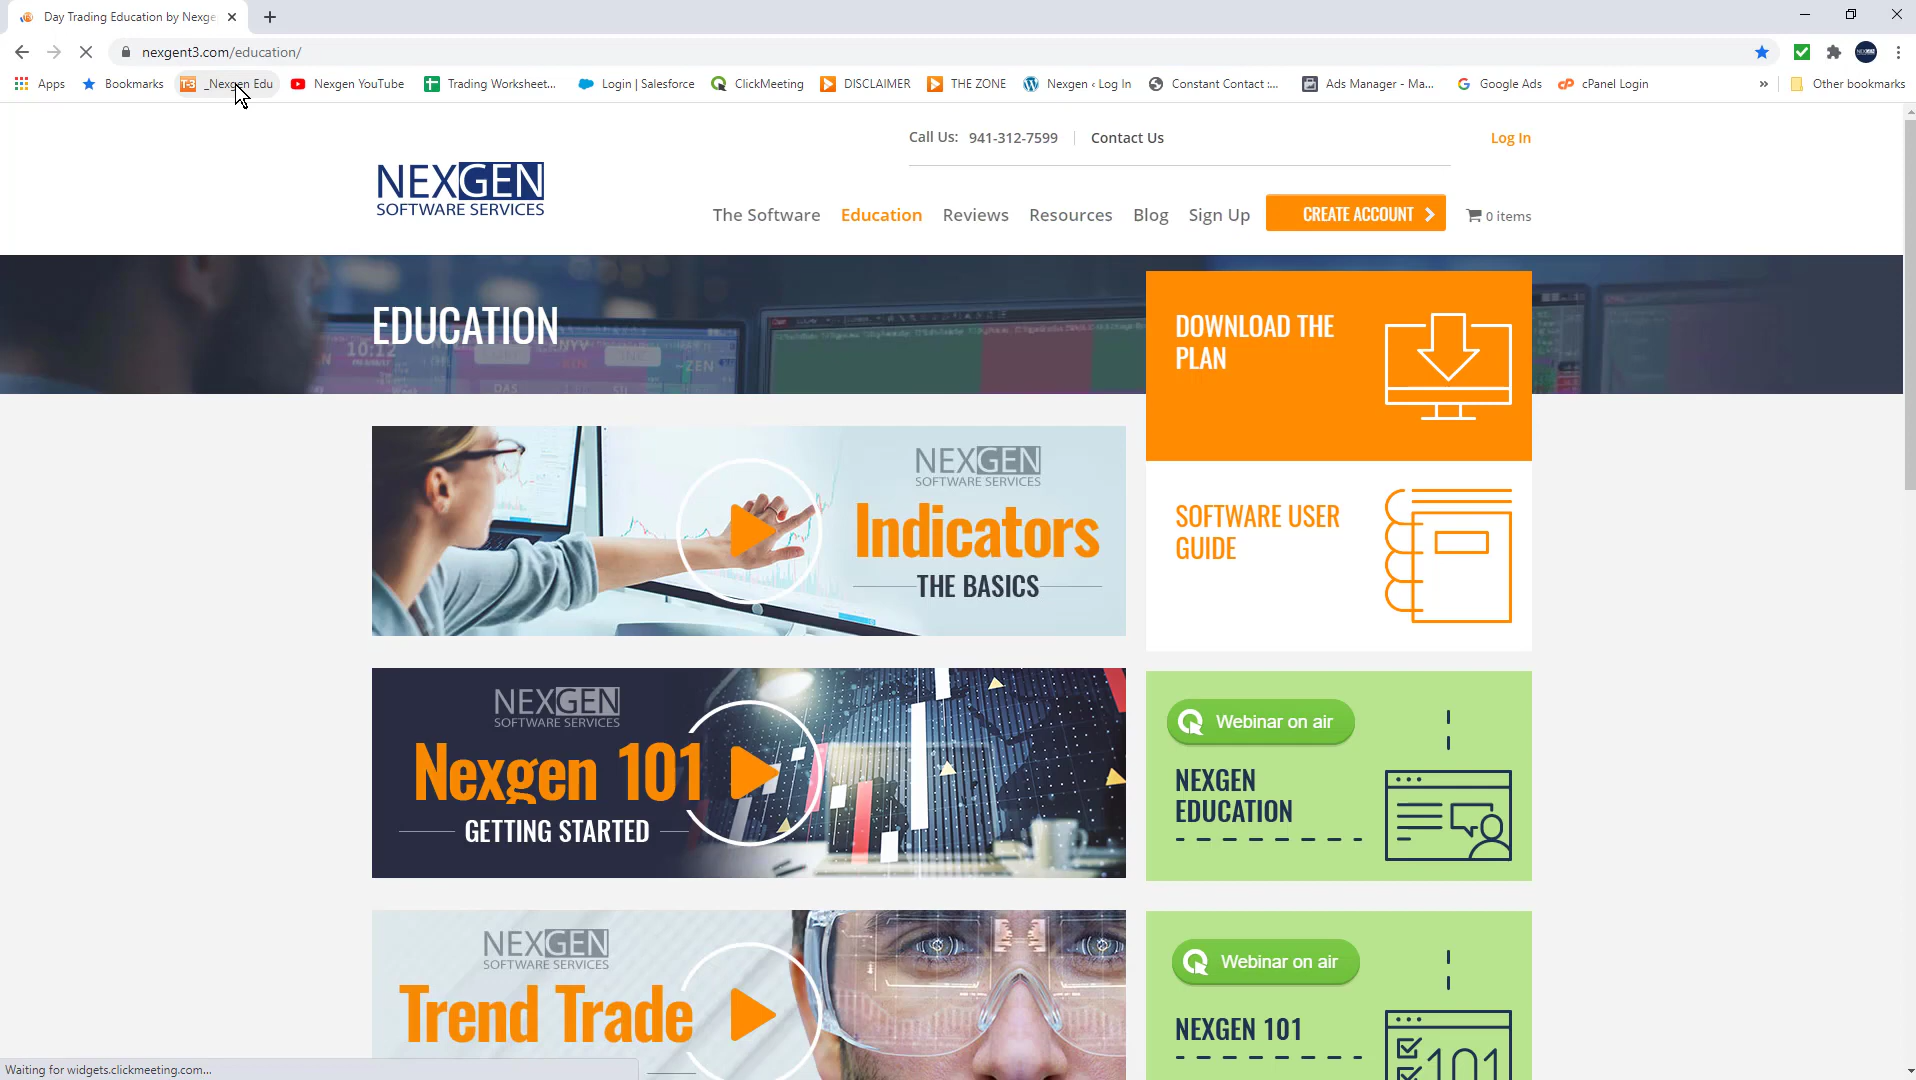 Day Trading Education by Nexge
nexgent3.com/education/
Apps
Bookmarks
T-3
_Nexgen Edu
Nexgen YouTube
Trading Worksheet...
Login | Salesforce
ClickMeeting
DISCLAIMER
THE ZONE
Nexgen ‹ Log In
Constant Contact :...
Ads Manager - Ma...
Google Ads
cPanel Login
»
Other bookmarks
Call Us: 941-312-7599
Contact Us
Log In
NEXGEN
SOFTWARE SERVICES
The Software
Education
Reviews
Resources
Blog
Sign Up
CREATE ACCOUNT
0 items
EDUCATION
10:12
DOWNLOAD THE
PLAN
NEXGEN
SOFTWARE SERVICES
Indicators
THE BASICS
SOFTWARE USER
GUIDE
NEXGEN
SOFTWARE SERVICES
Nexgen 101
GETTING STARTED
Webinar on air
NEXGEN
EDUCATION
NEXGEN
SOFTWARE SERVICES
Trend Trade
Webinar on air
NEXGEN 101
101
Waiting for widgets.clickmeeting.com...